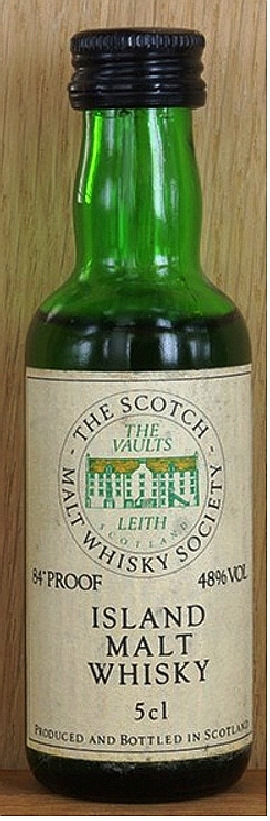 THE SCOTCH
MALT WHISKY SOCIETY
THE
VAULTS
LEITH
SCOTLAND
84°PROOF 48%VOL
ISLAND
MALT
WHISKY
5cl
PRODUCED AND BOTTLED IN SCOTLAND